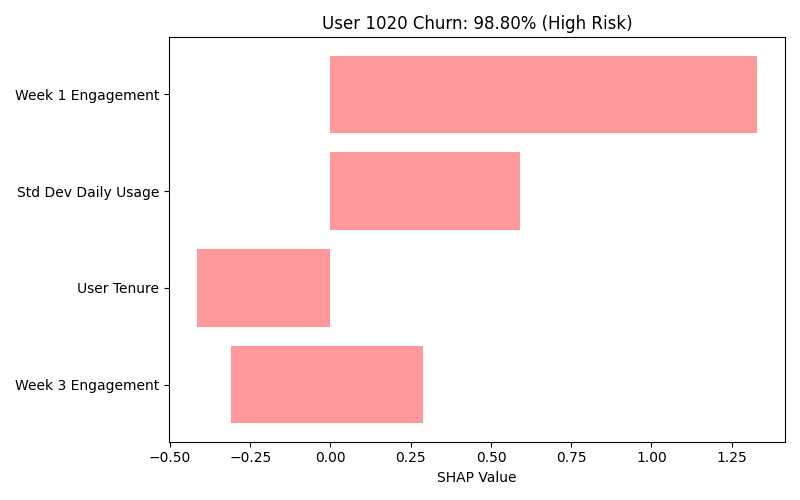 User 1020 Churn: 98.80% (High Risk)
Week 1 Engagement
Std Dev Daily Usage
User Tenure
Week 3 Engagement
−0.50 −0.25 0.00 0.25 0.50 0.75 1.00 1.25
SHAP Value